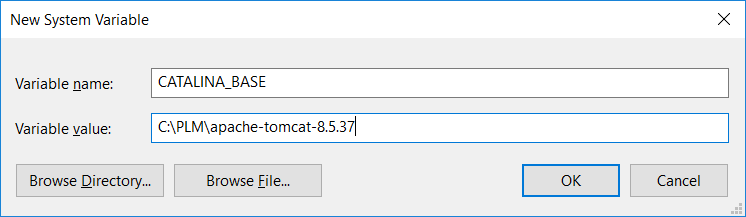 New System Variable
Variable name: CATALINA_BASE
Variable value: C:\PLM\apache-tomcat-8.5.37
Browse Directory... Browse File... OK Cancel